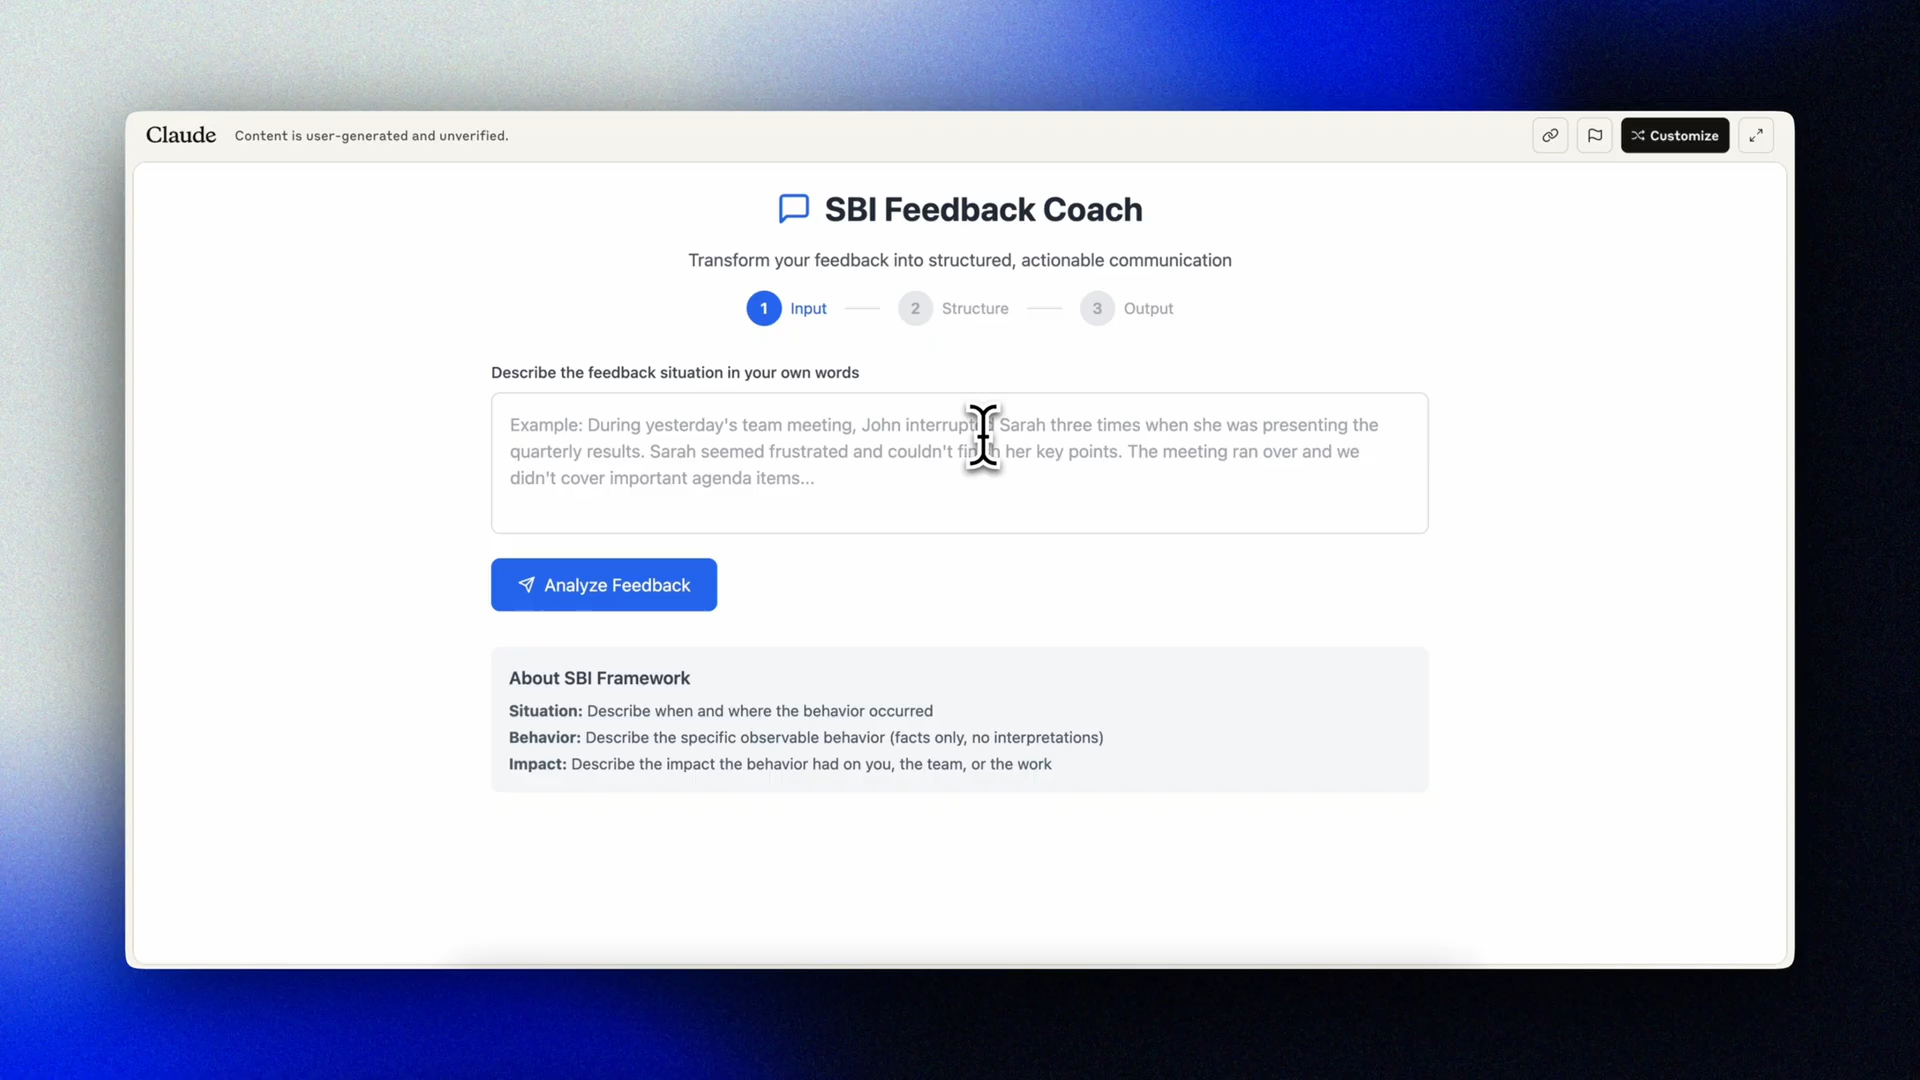 Claude Content is user-generated and unverified. Customize
SBI Feedback Coach
Transform your feedback into structured, actionable communication
1 Input 2 Structure 3 Output
Describe the feedback situation in your own words
Example: During yesterday's team meeting, John interrupted Sarah three times when she was presenting the
quarterly results. Sarah seemed frustrated and couldn't finish her key points. The meeting ran over and we
didn't cover important agenda items...
Analyze Feedback
About SBI Framework
Situation: Describe when and where the behavior occurred
Behavior: Describe the specific observable behavior (facts only, no interpretations)
Impact: Describe the impact the behavior had on you, the team, or the work